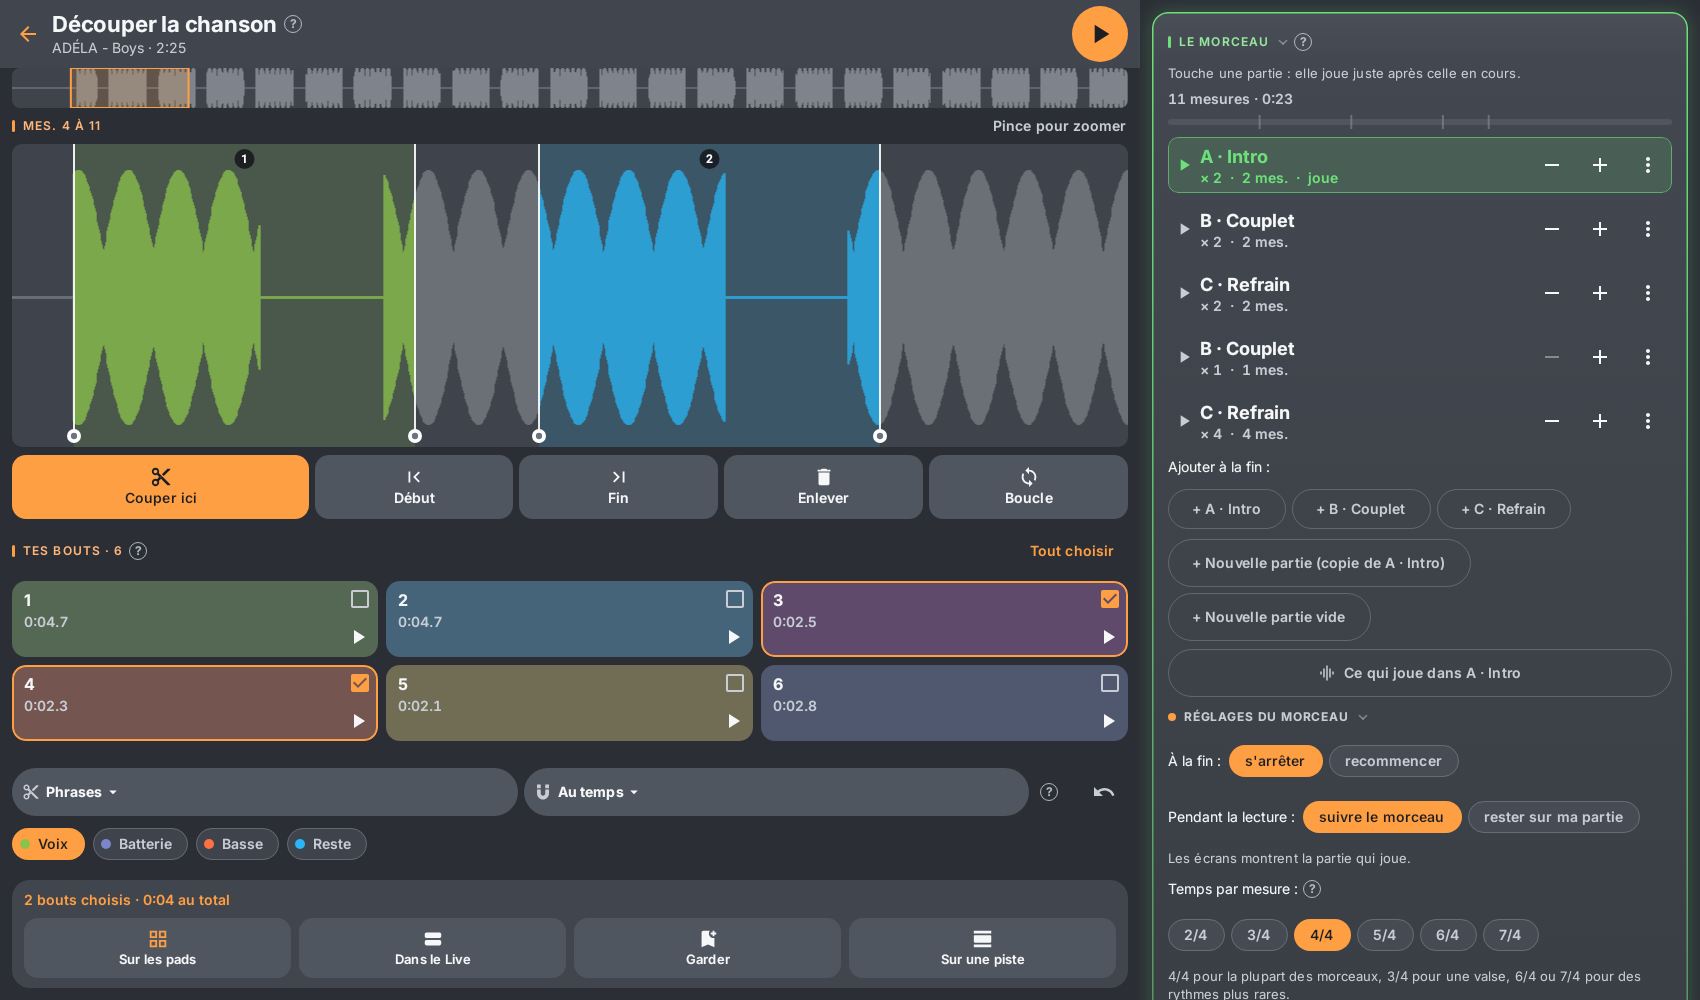 Découper la chanson ?
ADÉLA - Boys · 2:25
MES. 4 À 11
Pince pour zoomer
1
2
Couper ici
Début
Fin
Enlever
Boucle
TES BOUTS · 6 ?
Tout choisir
1
0:04.7
2
0:04.7
3
0:02.5
4
0:02.3
5
0:02.1
6
0:02.8
Phrases
Au temps
?
Voix
Batterie
Basse
Reste
2 bouts choisis · 0:04 au total
Sur les pads
Dans le Live
Garder
Sur une piste
LE MORCEAU ?
Touche une partie : elle joue juste après celle en cours.
11 mesures · 0:23
A · Intro
× 2 · 2 mes. · joue
B · Couplet
× 2 · 2 mes.
C · Refrain
× 2 · 2 mes.
B · Couplet
× 1 · 1 mes.
C · Refrain
× 4 · 4 mes.
Ajouter à la fin :
+ A · Intro
+ B · Couplet
+ C · Refrain
+ Nouvelle partie (copie de A · Intro)
+ Nouvelle partie vide
Ce qui joue dans A · Intro
RÉGLAGES DU MORCEAU
À la fin : s'arrêter recommencer
Pendant la lecture : suivre le morceau rester sur ma partie
Les écrans montrent la partie qui joue.
Temps par mesure : ?
2/4 3/4 4/4 5/4 6/4 7/4
4/4 pour la plupart des morceaux, 3/4 pour une valse, 6/4 ou 7/4 pour des
rythmes plus rares.